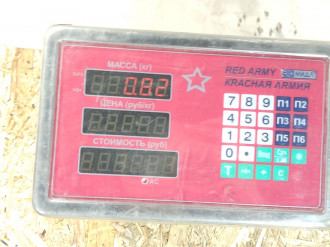 МАССА (кг)
0.82
ЦЕНА (руб/кг)
СТОИМОСТЬ (руб)
RED ARMY МИДЛ
КРАСНАЯ АРМИЯ
7 8 9 П1 П2
4 5 6 П3 П4
1 2 3 П5 П6
0 •
T + C